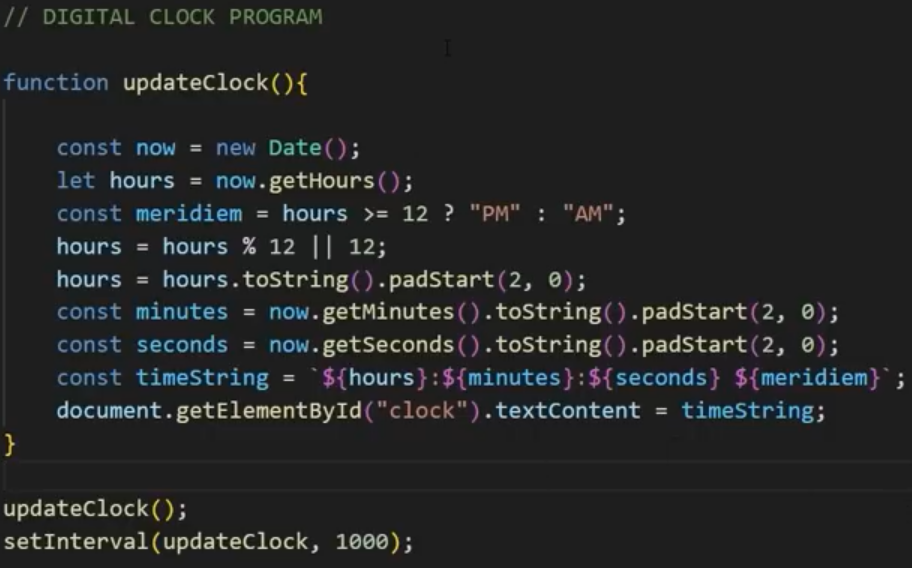 // DIGITAL CLOCK PROGRAM
function updateClock(){
const now = new Date();
let hours = now.getHours();
const meridiem = hours >= 12 ? "PM" : "AM";
hours = hours % 12 || 12;
hours = hours.toString().padStart(2, 0);
const minutes = now.getMinutes().toString().padStart(2, 0);
const seconds = now.getSeconds().toString().padStart(2, 0);
const timeString = `${hours}:${minutes}:${seconds} ${meridiem}`;
document.getElementById("clock").textContent = timeString;
}
updateClock();
setInterval(updateClock, 1000);